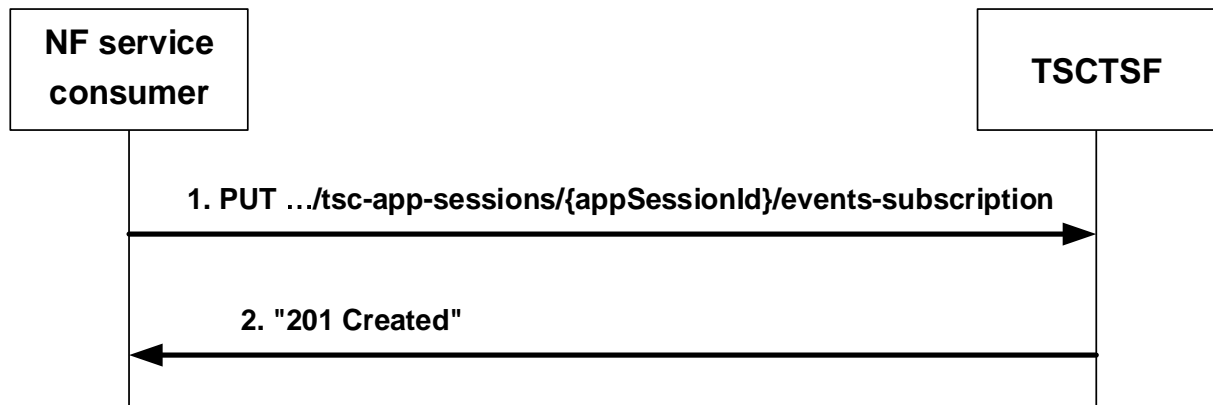 NF service
consumer
TSCTSF
1. PUT …/tsc-app-sessions/{appSessionId}/events-subscription
2. "201 Created"